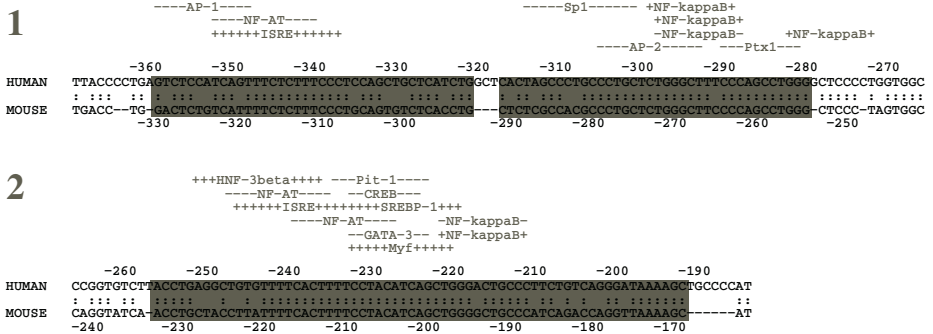 1
----AP-1----
----NF-AT----
++++++ISRE++++++
-----Sp1------ +NF-kappaB+
+NF-kappaB+
-NF-kappaB-
+NF-kappaB+
-----AP-2----- ---Ptx1---
-360 -350 -340 -330 -320 -310 -300 -290 -280 -270
HUMAN TTACCCCTGAGTCTCCATCAGTTTCTCTTTCCCTCCAGCTGCTCATCTGGCTCACTAGCCCTGCCCTGCTCTGGGCTTTCCCAGCCTGGGGCTCCCCTGGTGGC
MOUSE TGACC--TG-GACTCTGTCATTTTCTCTTTCCCTGCAGTGTCTCACCTG---CTCTCGCCACGCCCTGCTCTGGGCTTCCCCAGCCTGGG-CTCCC-TAGTGGC
-330 -320 -310 -300 -290 -280 -270 -260 -250
2
+++HNF-3beta++++ ---Pit-1----
----NF-AT---- --CREB---
++++++ISRE++++++++SREBP-1+++
----NF-AT---- -NF-kappaB-
--GATA-3-- +NF-kappaB+
+++++Myf+++++
-260 -250 -240 -230 -220 -210 -200 -190
HUMAN CCGGTGTCTTACCTGAGGCTGTGTTTTCACTTTTCCTACATCAGCTGGGACTGCCCTTCTGTCAGGGATAAAAGCTGCCCCAT
MOUSE CAGGTATCA-ACCTGCTACCTTATTTTCACTTTTCCTACATCAGCTGGGGCTGCCCATCAGACCAGGTTAAAAGC------AT
-240 -230 -220 -210 -200 -190 -180 -170